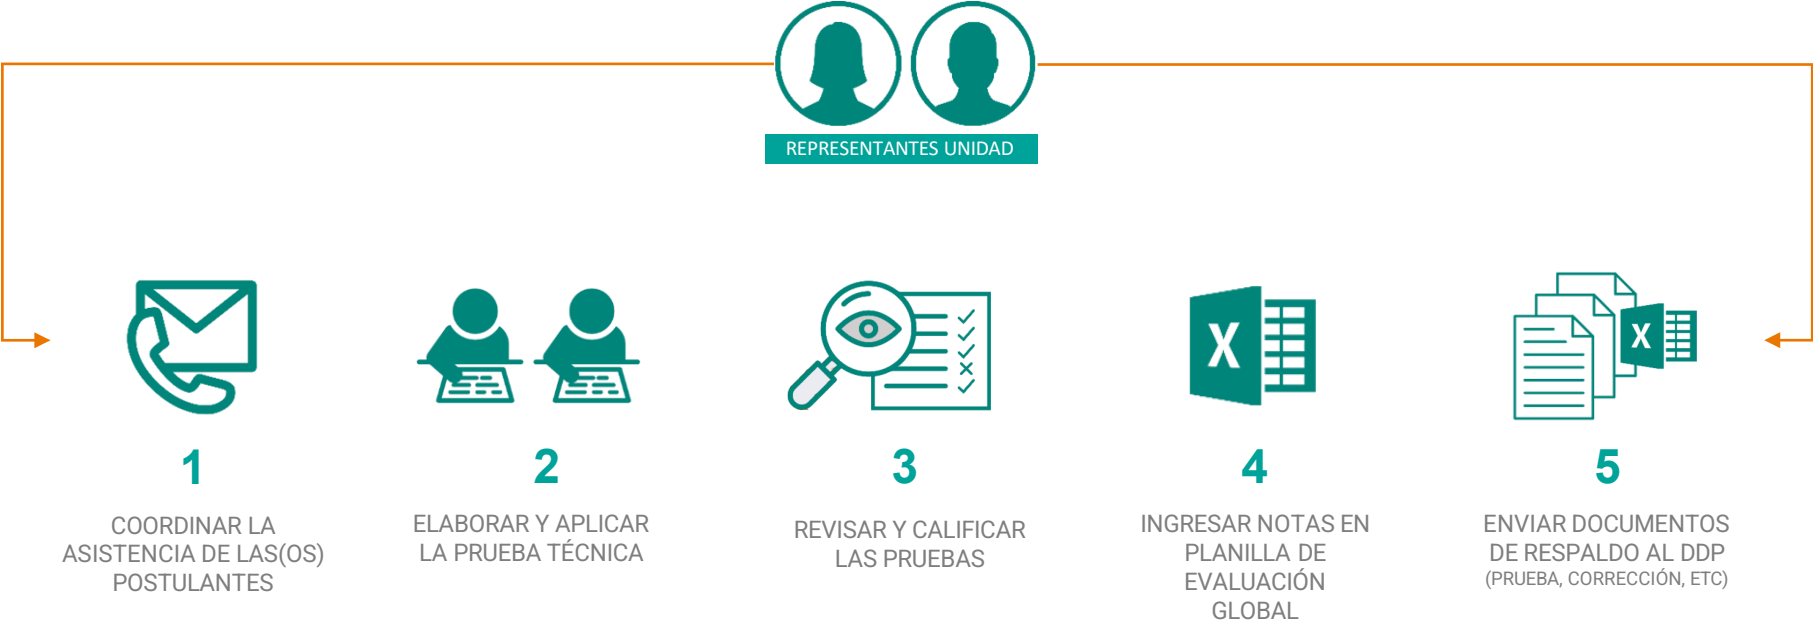 REPRESENTANTES UNIDAD
1
COORDINAR LA
ASISTENCIA DE LAS(OS)
POSTULANTES
2
ELABORAR Y APLICAR
LA PRUEBA TÉCNICA
3
REVISAR Y CALIFICAR
LAS PRUEBAS
X
4
INGRESAR NOTAS EN
PLANILLA DE
EVALUACIÓN
GLOBAL
X
5
ENVIAR DOCUMENTOS
DE RESPALDO AL DDP
(PRUEBA, CORRECCIÓN, ETC)